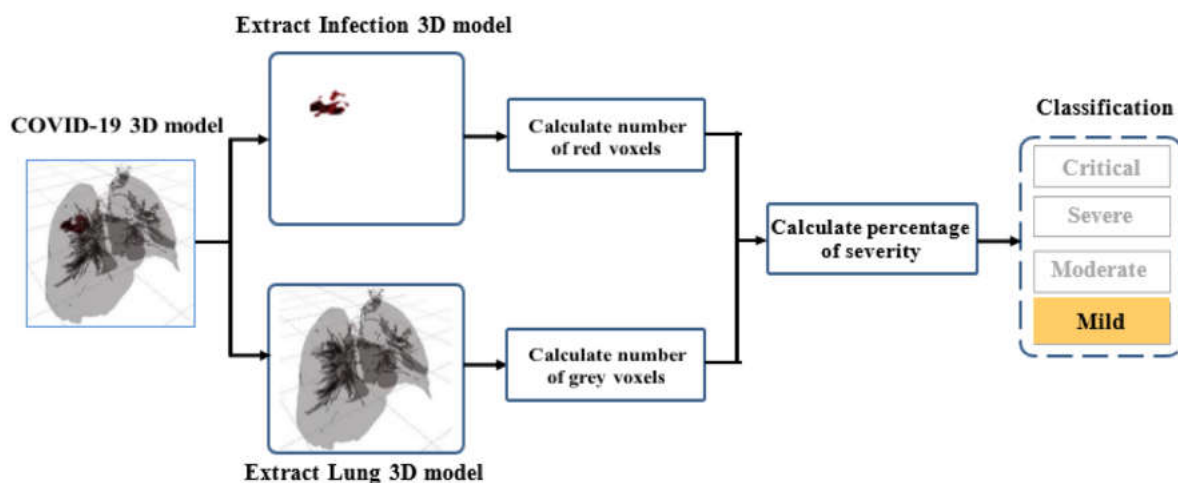 Extract Infection 3D model
COVID-19 3D model
Calculate number
of red voxels
Classification
Critical
Severe
Moderate
Mild
Calculate percentage
of severity
Calculate number
of grey voxels
Extract Lung 3D model